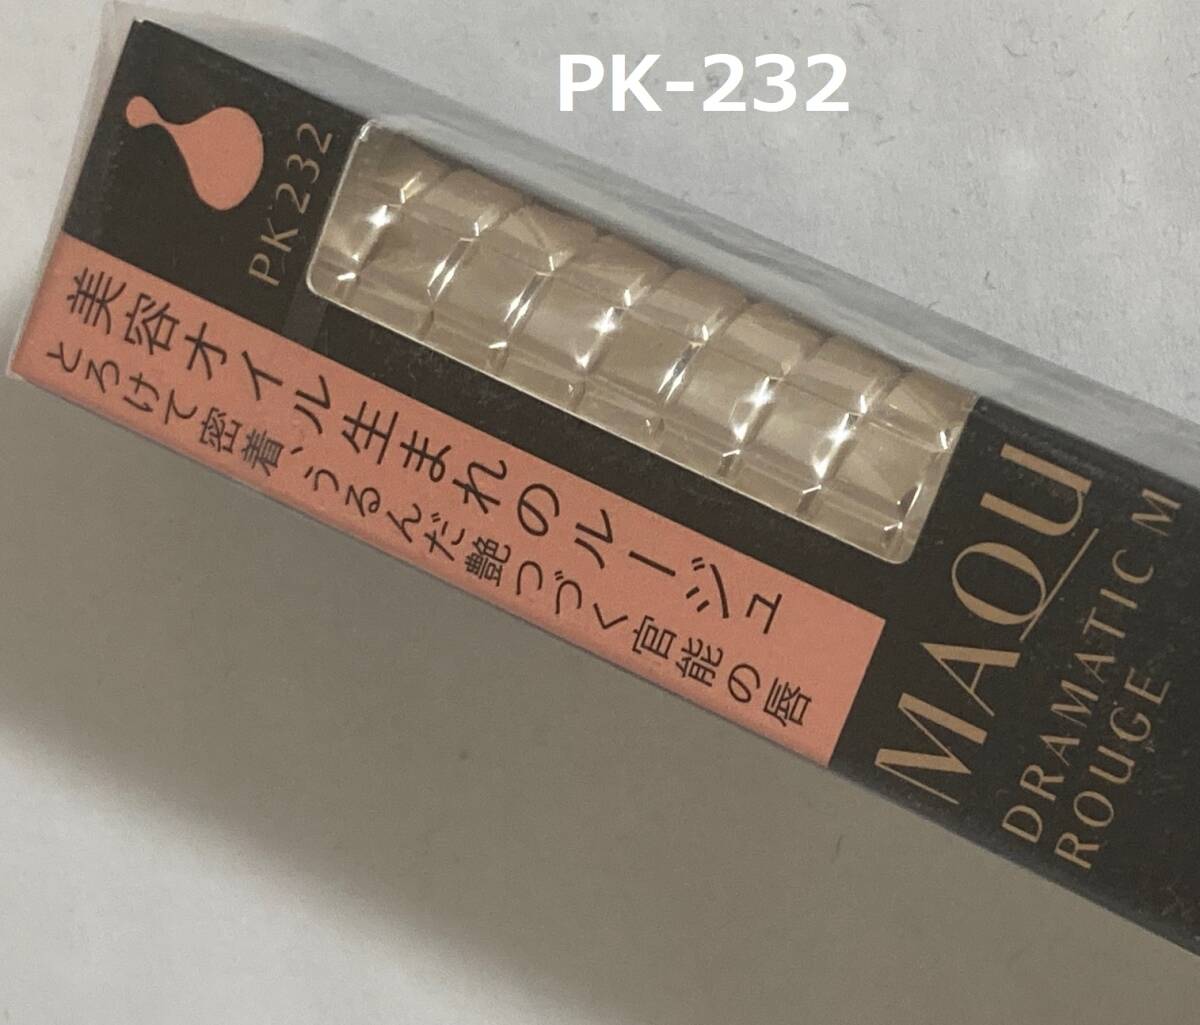 PK-232
PK232
美容オイル生まれのルージュ
とろけて密着、うるんだ艶つづく官能の唇
MAQU
DRAMATIC M
ROUGE